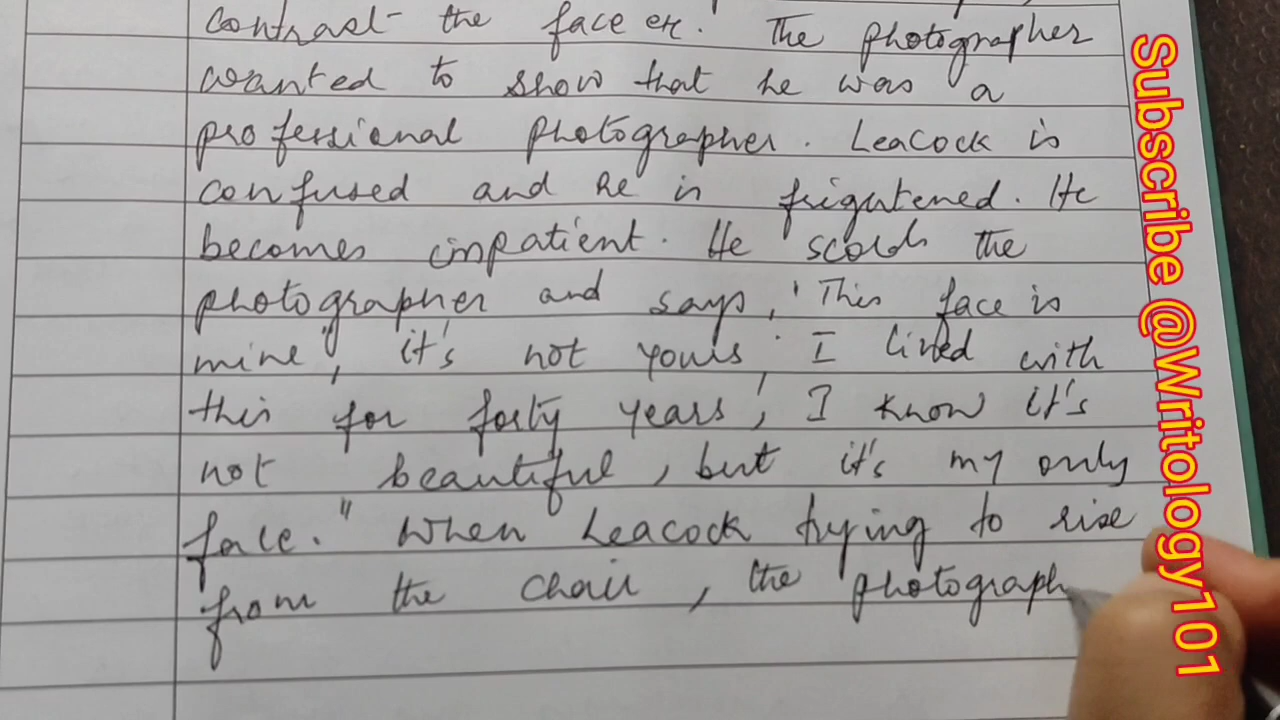 contrast the face etc.' The photographer
wanted to show that he was a
professional photographer. Leacock is
confused and he is frightened. He
becomes impatient. He scolds the
photographer and says, 'This face is
mine, it's not yours. I lived with
this for forty years', I know it's
not beautiful, but it's my only
face." When Leacock trying to rise
from the chair, the photograph
Subscribe @Writology101